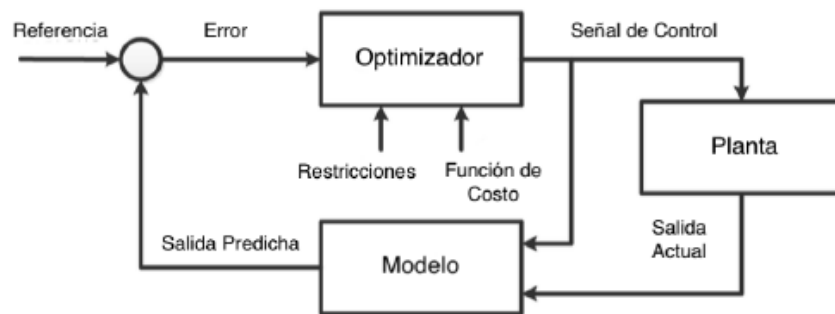 Referencia
Error
Optimizador
Señal de Control
Restricciones
Función de
Costo
Planta
Salida Predicha
Modelo
Salida
Actual